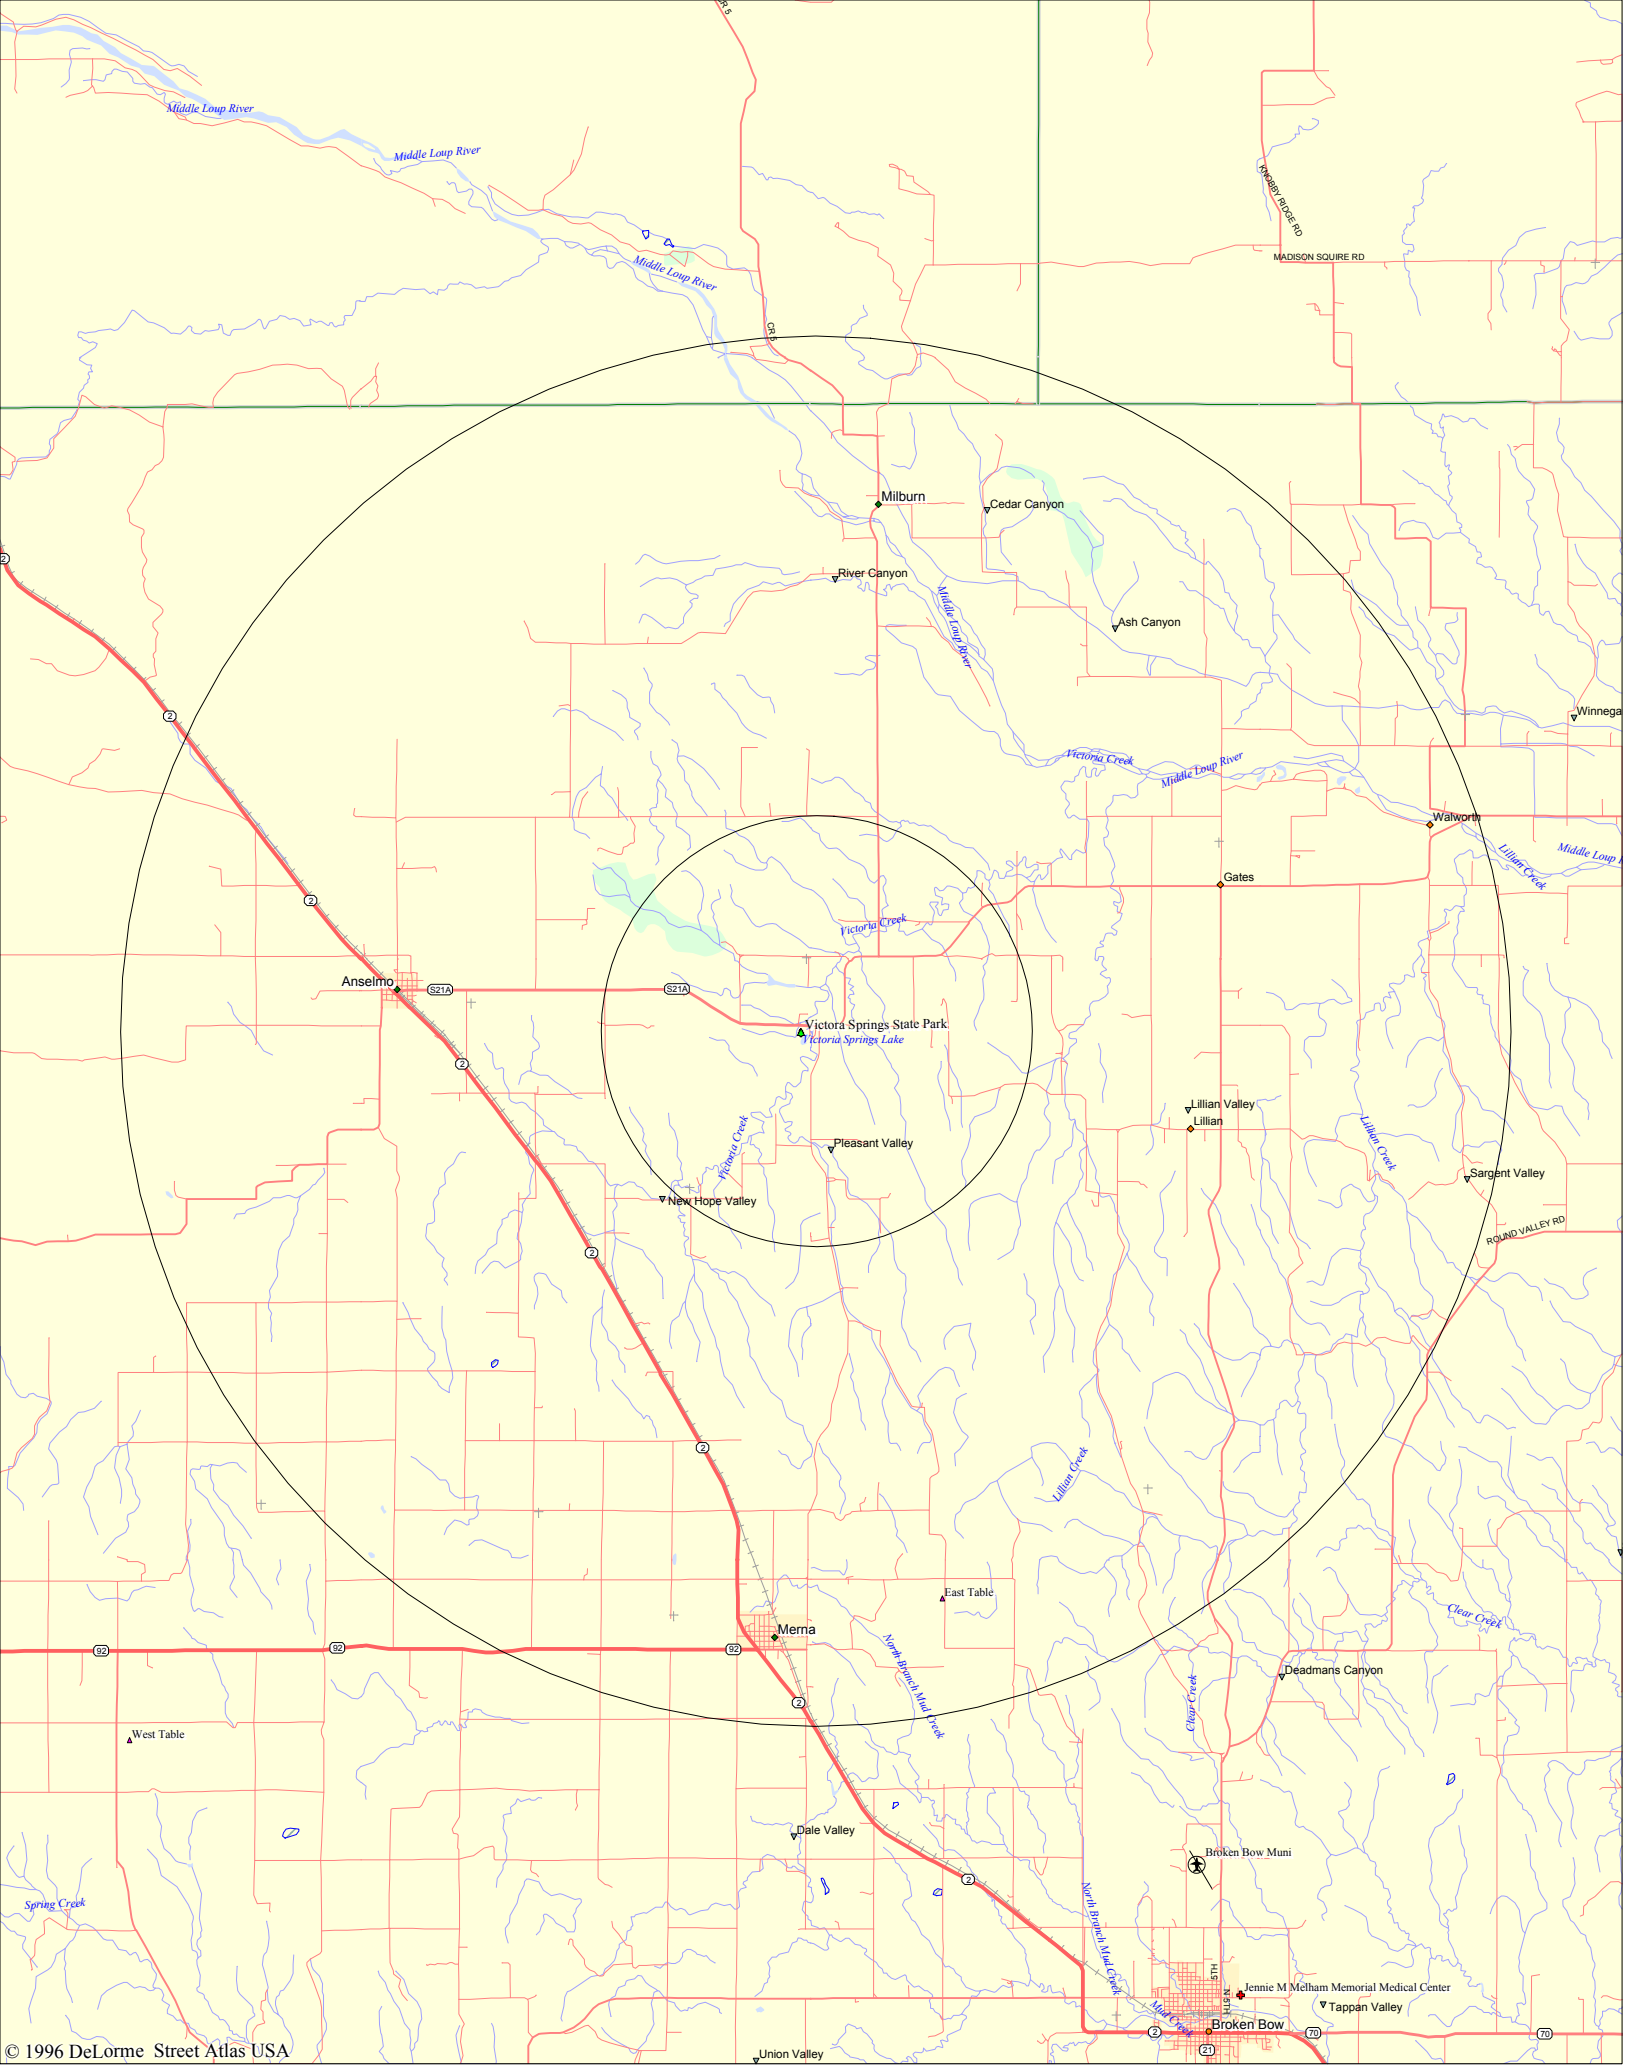 CR 5
Middle Loup River
Middle Loup River
KNOBBY RIDGE RD
MADISON SQUIRE RD
Middle Loup River
CR 5
Milburn
Cedar Canyon
2
River Canyon
Middle Loup River
Ash Canyon
2
Winnega
Victoria Creek
Middle Loup River
Walworth
Lillian Creek
Middle Loup
Gates
2
Victoria Creek
Anselmo
S21A
S21A
Victora Springs State Park
Victoria Springs Lake
2
Lillian Valley
Lillian
Victoria Creek
Pleasant Valley
Lillian Creek
Sargent Valley
New Hope Valley
ROUND VALLEY RD
2
2
Lillian Creek
East Table
Clear Creek
Merna
92
92
92
North Branch Mud Creek
Deadmans Canyon
Clear Creek
2
West Table
Dale Valley
Broken Bow Muni
2
Spring Creek
North Branch Mud Creek
5TH
N 5TH
Jennie M Melham Memorial Medical Center
Tappan Valley
Mud Creek
Broken Bow
2
70
70
21
© 1996 DeLorme Street Atlas USA
Union Valley